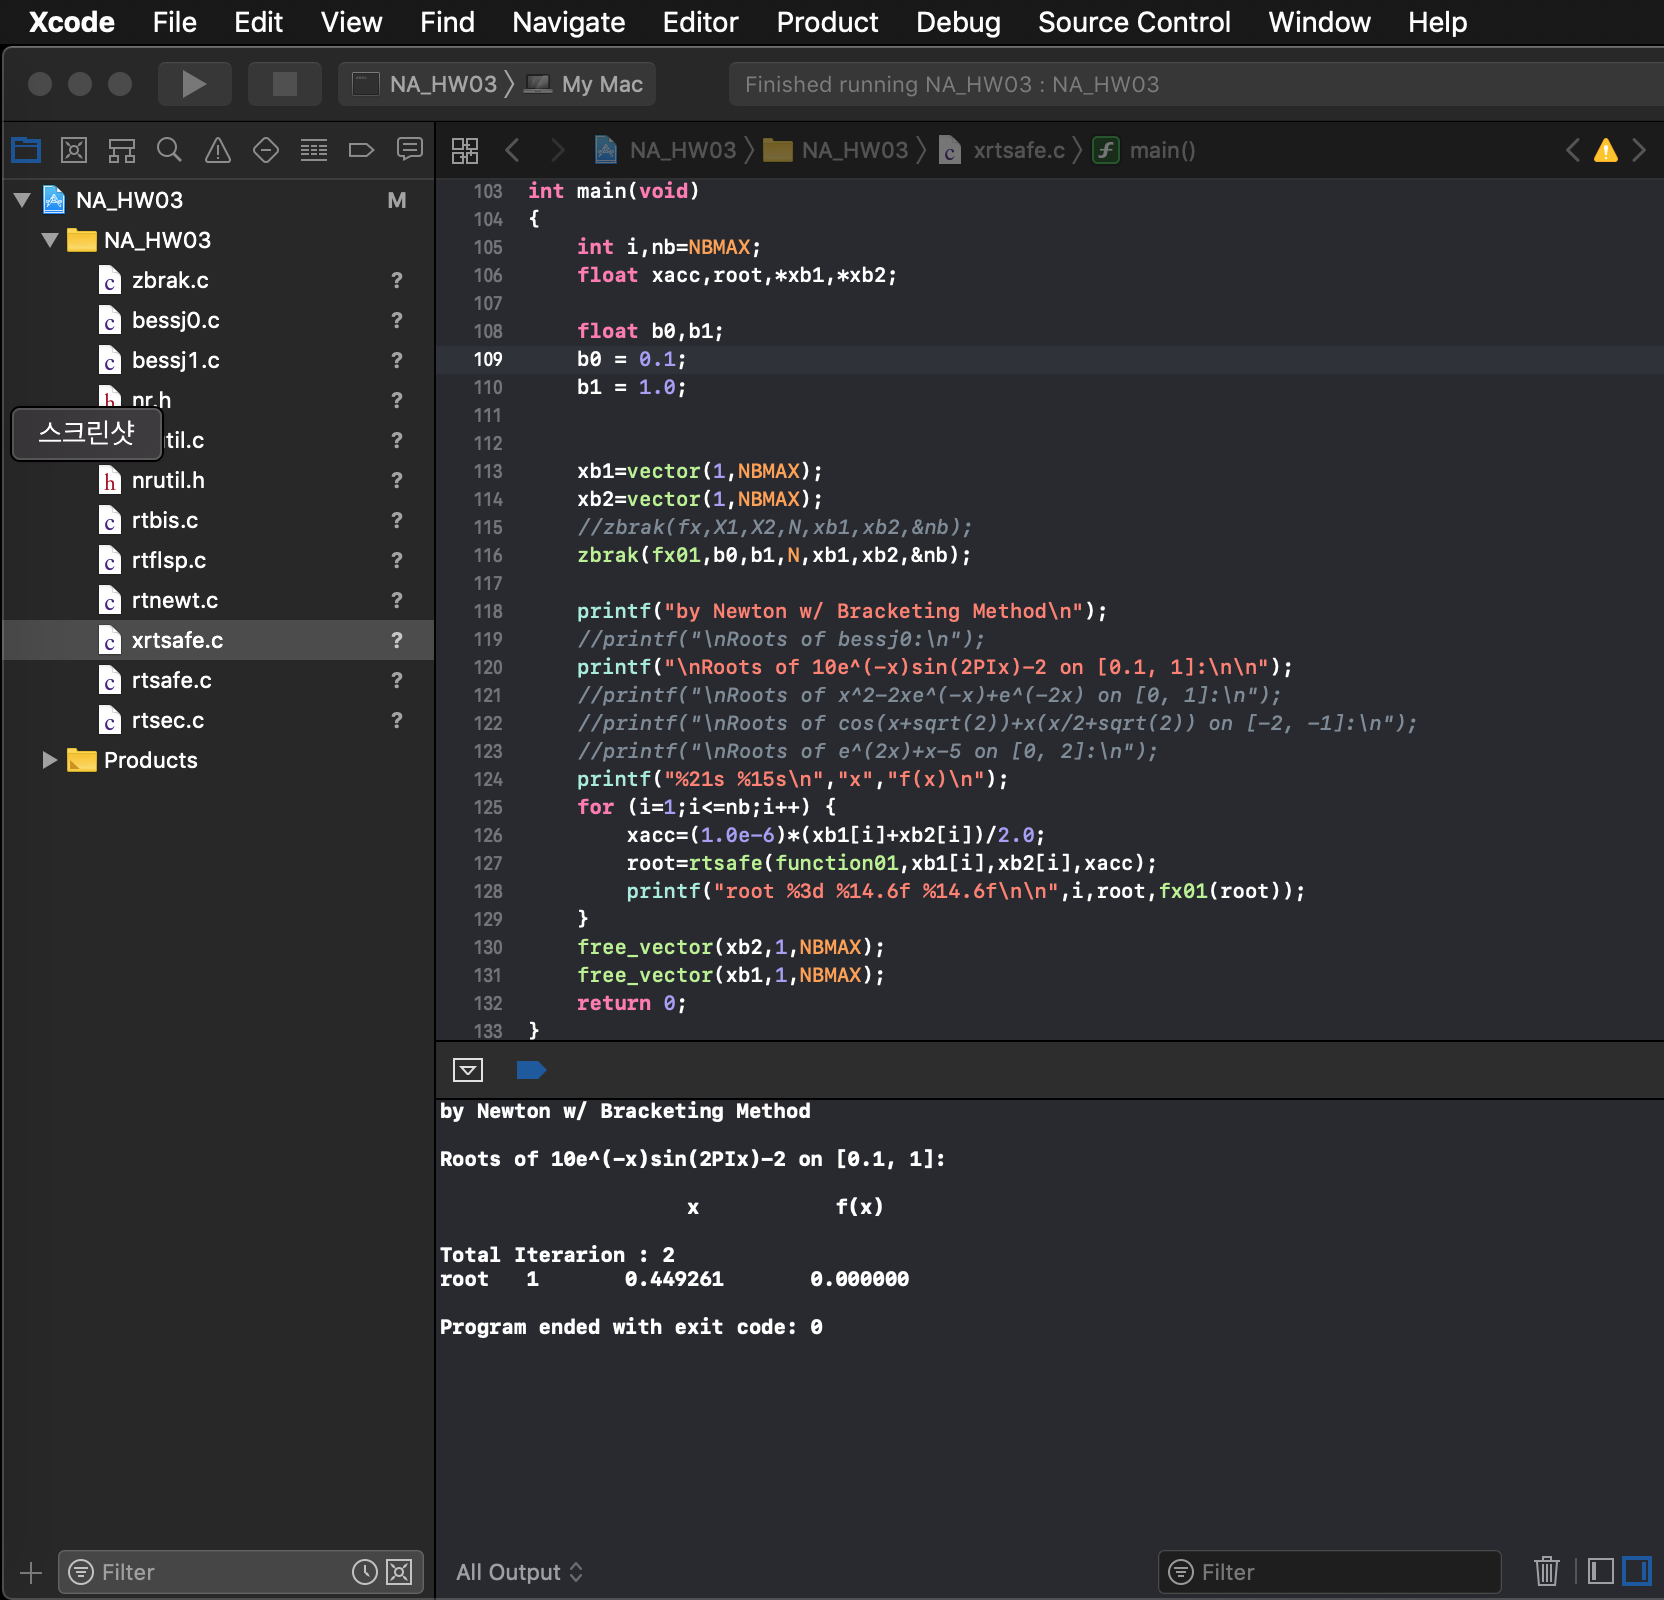 Xcode File Edit View Find Navigate Editor Product Debug Source Control Window Help
NA_HW03 My Mac
Finished running NA_HW03 : NA_HW03
NA_HW03 NA_HW03 xrtsafe.c main()
NA_HW03 M
NA_HW03
zbrak.c ?
bessj0.c ?
bessj1.c ?
nr.h ?
스크린샷
til.c ?
nrutil.h ?
rtbis.c ?
rtflsp.c ?
rtnewt.c ?
xrtsafe.c ?
rtsafe.c ?
rtsec.c ?
Products
103 int main(void)
104 {
105 int i,nb=NBMAX;
106 float xacc,root,*xb1,*xb2;
107
108 float b0,b1;
109 b0 = 0.1;
110 b1 = 1.0;
111
112
113 xb1=vector(1,NBMAX);
114 xb2=vector(1,NBMAX);
115 //zbrak(fx,X1,X2,N,xb1,xb2,&nb);
116 zbrak(fx01,b0,b1,N,xb1,xb2,&nb);
117
118 printf("by Newton w/ Bracketing Method\n");
119 //printf("\nRoots of bessj0:\n");
120 printf("\nRoots of 10e^(-x)sin(2PIx)-2 on [0.1, 1]:\n\n");
121 //printf("\nRoots of x^2-2xe^(-x)+e^(-2x) on [0, 1]:\n");
122 //printf("\nRoots of cos(x+sqrt(2))+x(x/2+sqrt(2)) on [-2, -1]:\n");
123 //printf("\nRoots of e^(2x)+x-5 on [0, 2]:\n");
124 printf("%21s %15s\n","x","f(x)\n");
125 for (i=1;i<=nb;i++) {
126 xacc=(1.0e-6)*(xb1[i]+xb2[i])/2.0;
127 root=rtsafe(function01,xb1[i],xb2[i],xacc);
128 printf("root %3d %14.6f %14.6f\n\n",i,root,fx01(root));
129 }
130 free_vector(xb2,1,NBMAX);
131 free_vector(xb1,1,NBMAX);
132 return 0;
133 }
by Newton w/ Bracketing Method
Roots of 10e^(-x)sin(2PIx)-2 on [0.1, 1]:
x f(x)
Total Iterarion : 2
root 1 0.449261 0.000000
Program ended with exit code: 0
Filter
All Output
Filter